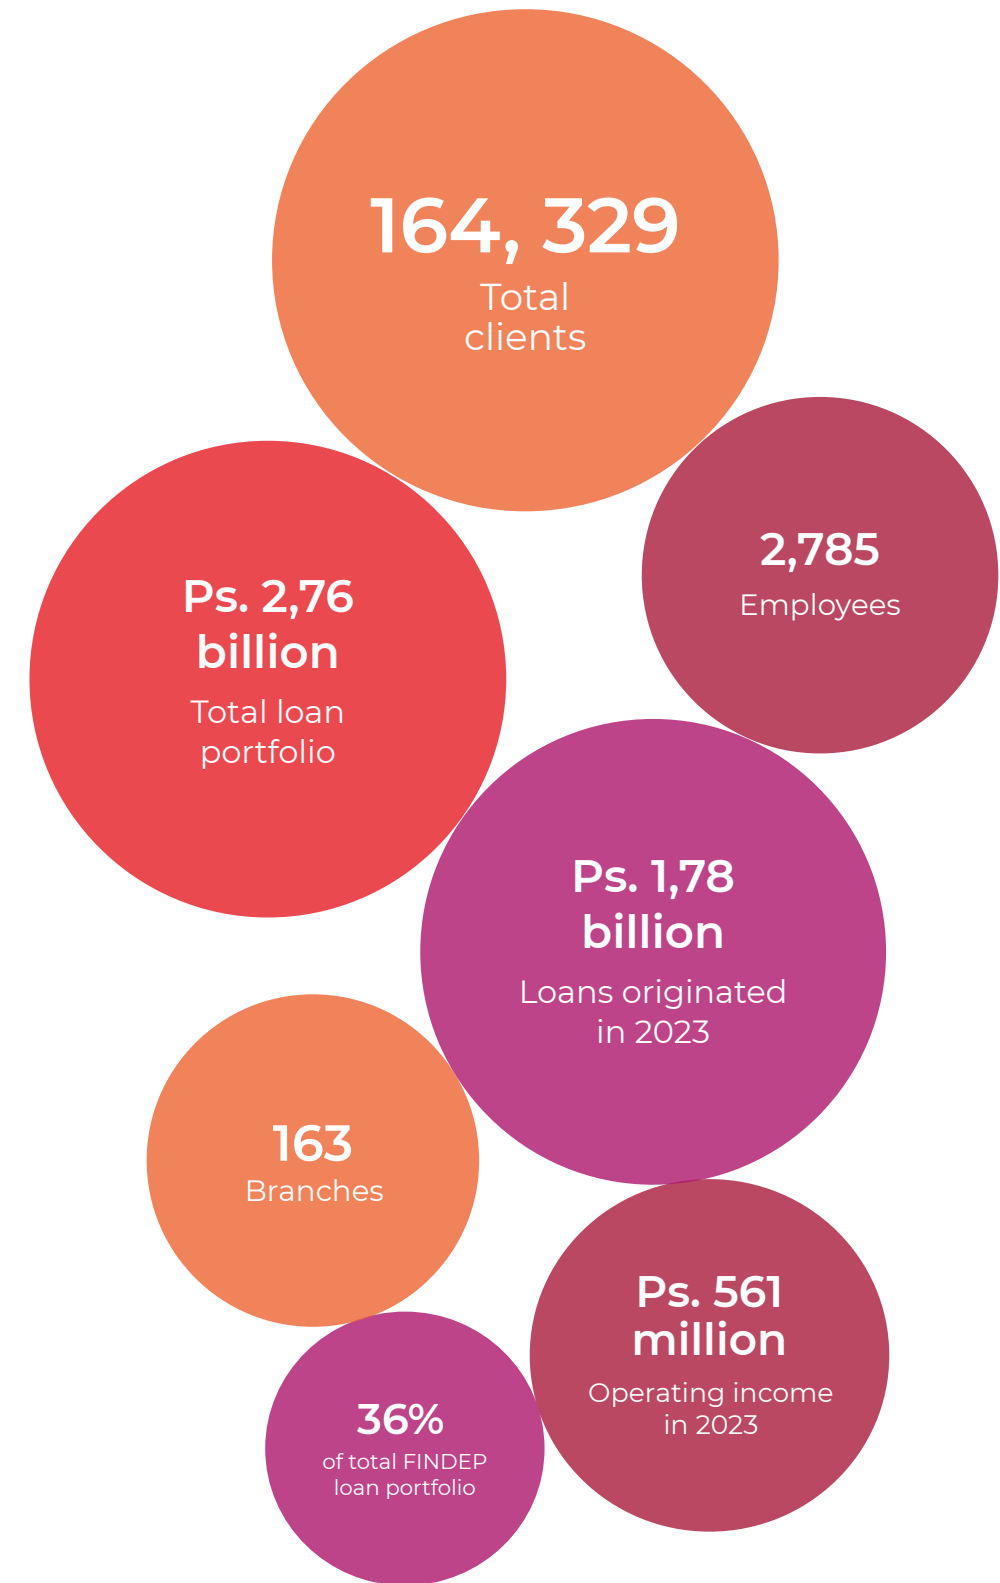 164, 329
Total
clients
2,785
Employees
Ps. 2,76
billion
Total loan
portfolio
Ps. 1,78
billion
Loans originated
in 2023
163
Branches
Ps. 561
million
Operating income
in 2023
36%
of total FINDEP
loan portfolio